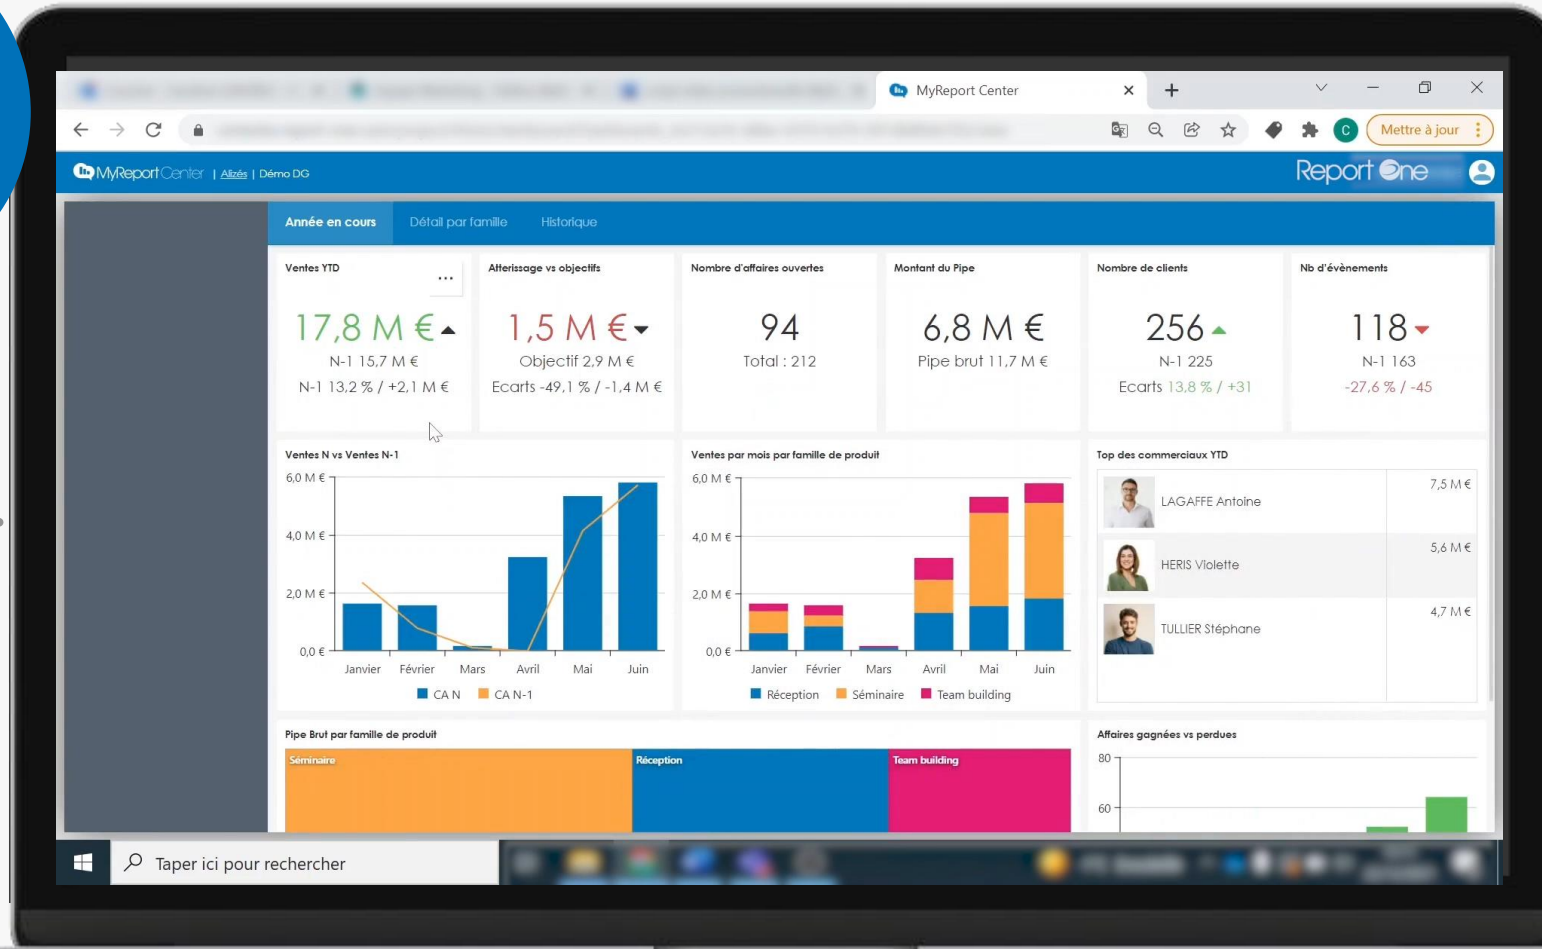 MyReport Center
Mettre à jour
C
MyReport Center | Alizés | Démo DG
Report One
Année en cours
Détail par famille
Historique
Ventes YTD
...
17,8 M €
N-1 15,7 M €
N-1 13,2 % / +2,1 M €
Atterissage vs objectifs
1,5 M €
Objectif 2,9 M €
Ecarts -49,1 % / -1,4 M €
Nombre d'affaires ouvertes
94
Total : 212
Montant du Pipe
6,8 M €
Pipe brut 11,7 M €
Nombre de clients
256
N-1 225
Ecarts 13,8 % / +31
Nb d'évènements
118
N-1 163
-27,6 % / -45
Ventes N vs Ventes N-1
6,0 M €
4,0 M €
2,0 M €
0,0 €
Janvier Février Mars Avril Mai Juin
CA N CA N-1
Ventes par mois par famille de produit
6,0 M €
4,0 M €
2,0 M €
0,0 €
Janvier Février Mars Avril Mai Juin
Réception Séminaire Team building
Top des commerciaux YTD
LAGAFFE Antoine 7,5 M €
HERIS Violette 5,6 M €
TULLIER Stéphane 4,7 M €
Pipe Brut par famille de produit
Séminaire
Réception
Team building
Affaires gagnées vs perdues
80
60
Taper ici pour rechercher